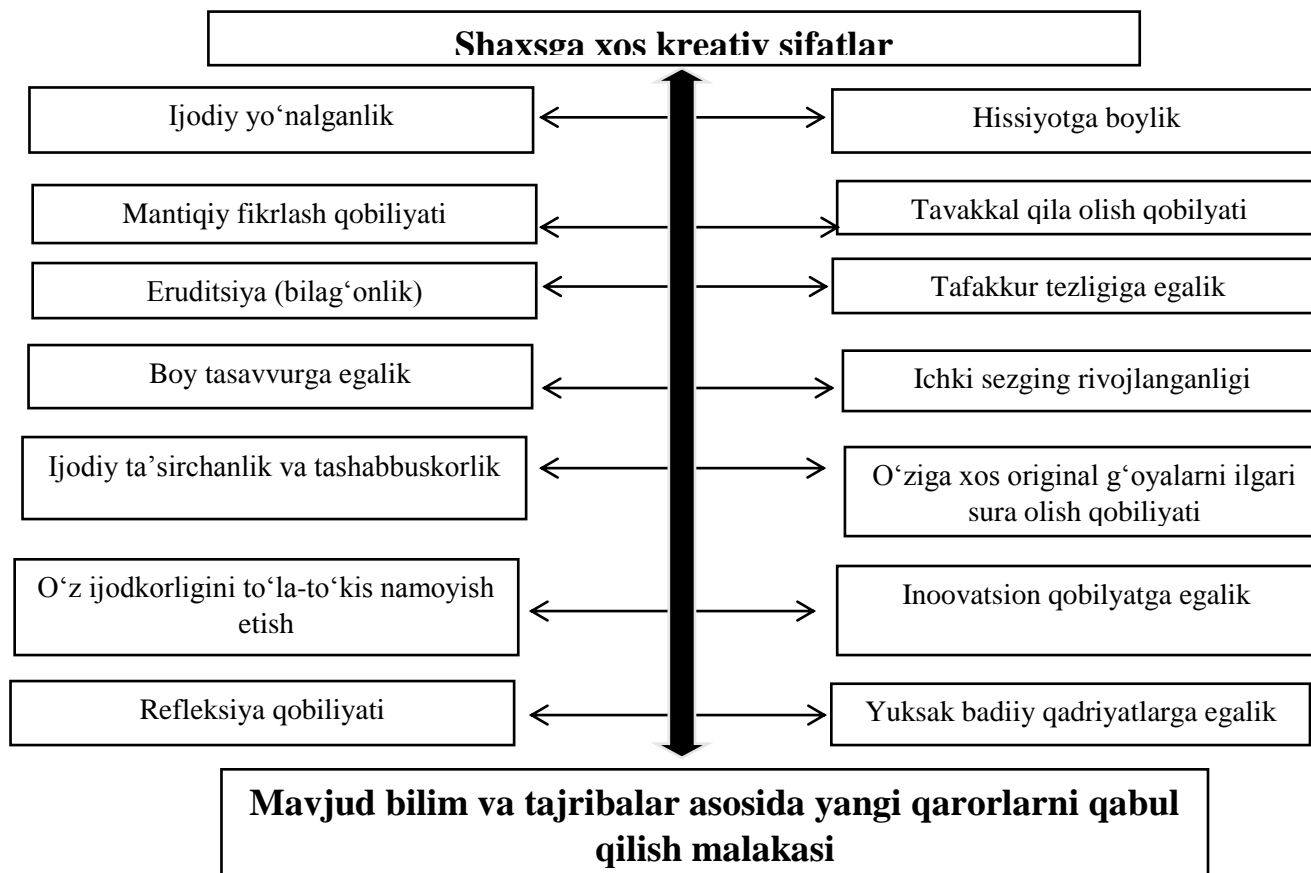 Shaxsga xos kreativ sifatlar
Ijodiy yo‘nalganlik
Hissiyotga boylik
Mantiqiy fikrlash qobiliyati
Tavakkal qila olish qobilyati
Eruditsiya (bilag‘onlik)
Tafakkur tezligiga egalik
Boy tasavvurga egalik
Ichki sezging rivojlanganligi
Ijodiy ta’sirchanlik va tashabbuskorlik
O‘ziga xos original g‘oyalarni ilgari
sura olish qobiliyati
O‘z ijodkorligini to‘la-to‘kis namoyish
etish
Inoovatsion qobilyatga egalik
Refleksiya qobiliyati
Yuksak badiiy qadriyatlarga egalik
Mavjud bilim va tajribalar asosida yangi qarorlarni qabul
qilish malakasi